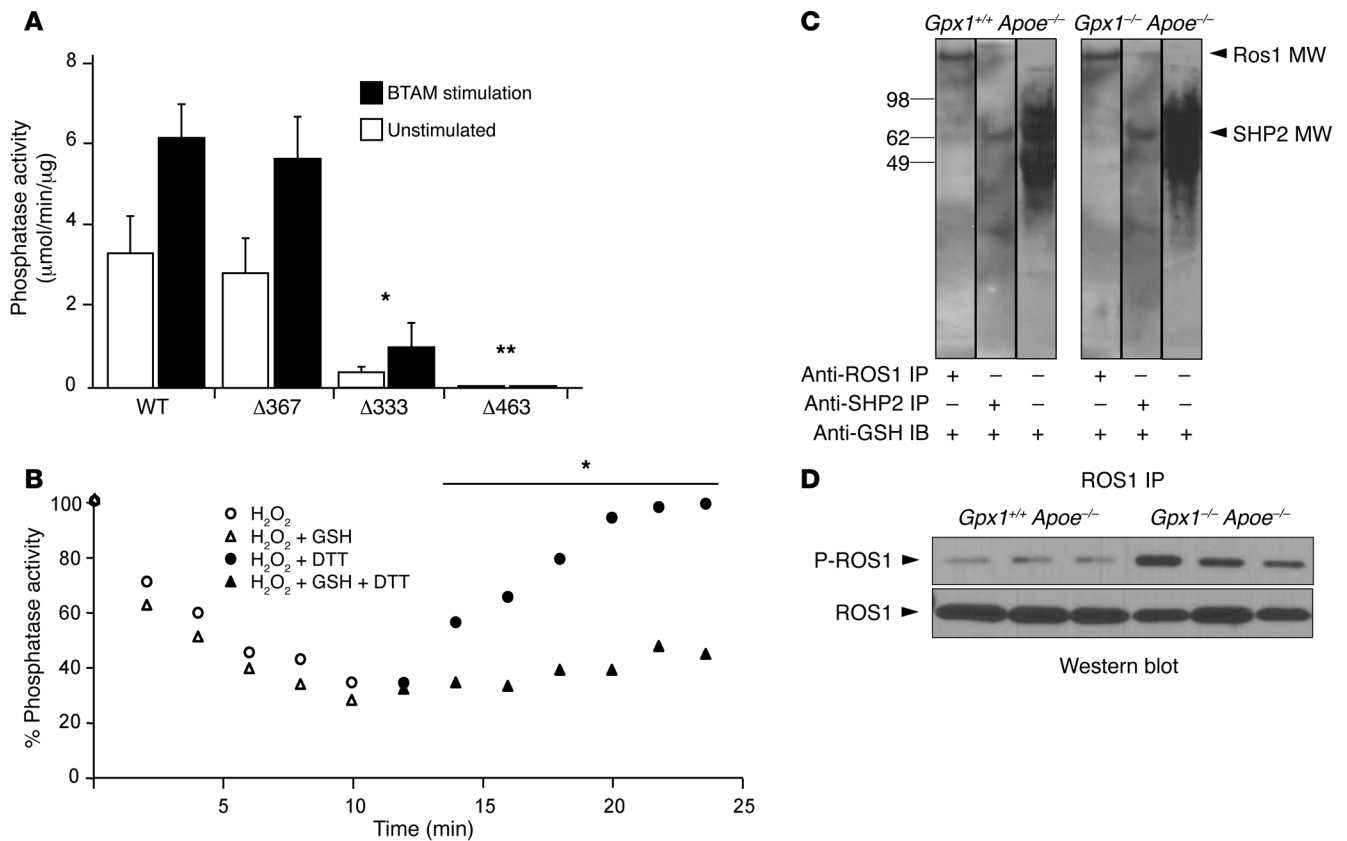 A
Phosphatase activity
(μmol/min/μg)
8
6
4
2
0
BTAM stimulation
Unstimulated
*
**
WT
Δ367
Δ333
Δ463
B
% Phosphatase activity
100
80
60
40
20
0
H₂O₂
H₂O₂ + GSH
H₂O₂ + DTT
H₂O₂ + GSH + DTT
*
5
10
15
20
25
Time (min)
C
Gpx1+/+ Apoe–/– Gpx1–/– Apoe–/–
Ros1 MW
98
62
49
SHP2 MW
Anti-ROS1 IP + – – + – –
Anti-SHP2 IP – + – – + –
Anti-GSH IB + + + + + +
D
ROS1 IP
Gpx1+/+ Apoe–/– Gpx1–/– Apoe–/–
P-ROS1
ROS1
Western blot